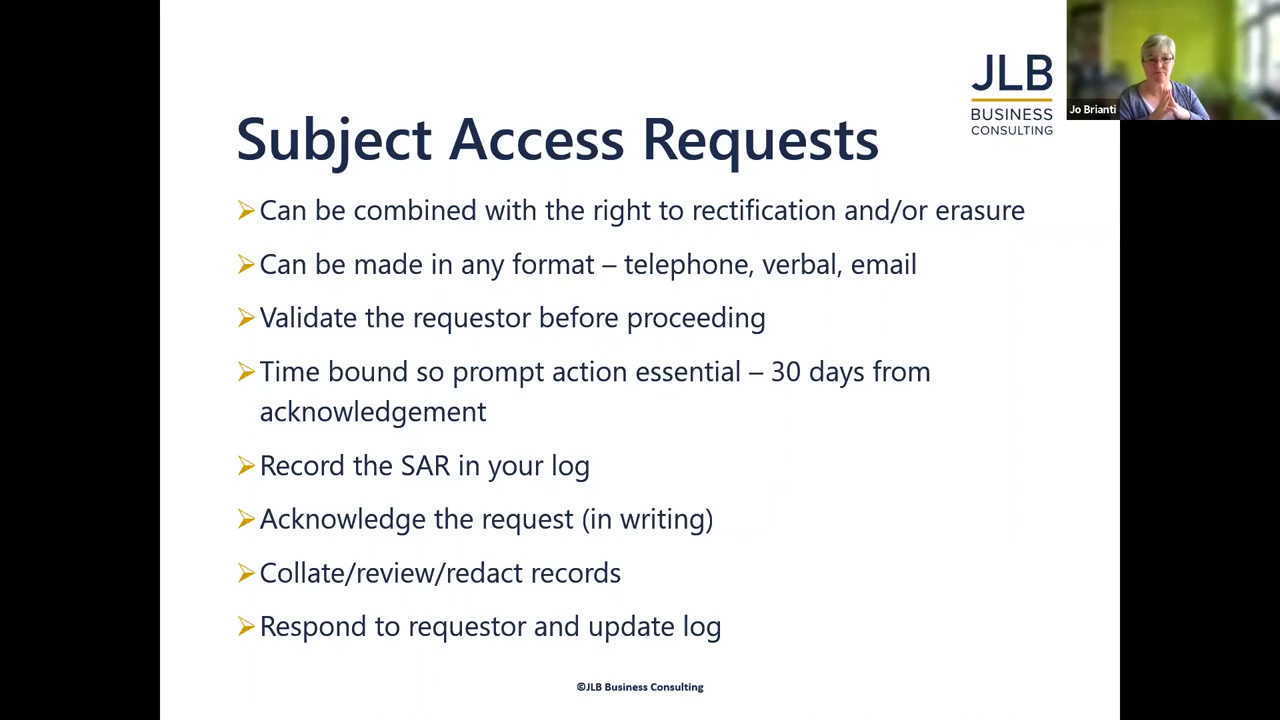 JLB
BUSINESS
CONSULTING
Jo Brianti
Subject Access Requests
➢Can be combined with the right to rectification and/or erasure
➢Can be made in any format – telephone, verbal, email
➢Validate the requestor before proceeding
➢Time bound so prompt action essential – 30 days from
acknowledgement
➢Record the SAR in your log
➢Acknowledge the request (in writing)
➢Collate/review/redact records
➢Respond to requestor and update log
©JLB Business Consulting